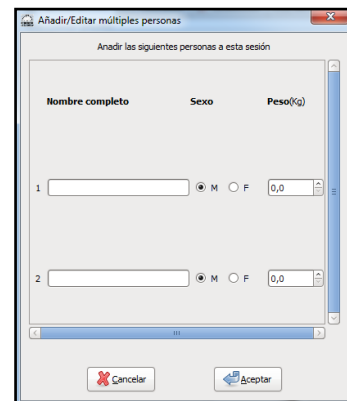 Añadir/Editar múltiples personas
Anadir las siguientes personas a esta sesión
Nombre completo Sexo Peso(Kg)
1 M F 0,0
2 M F 0,0
Cancelar Aceptar